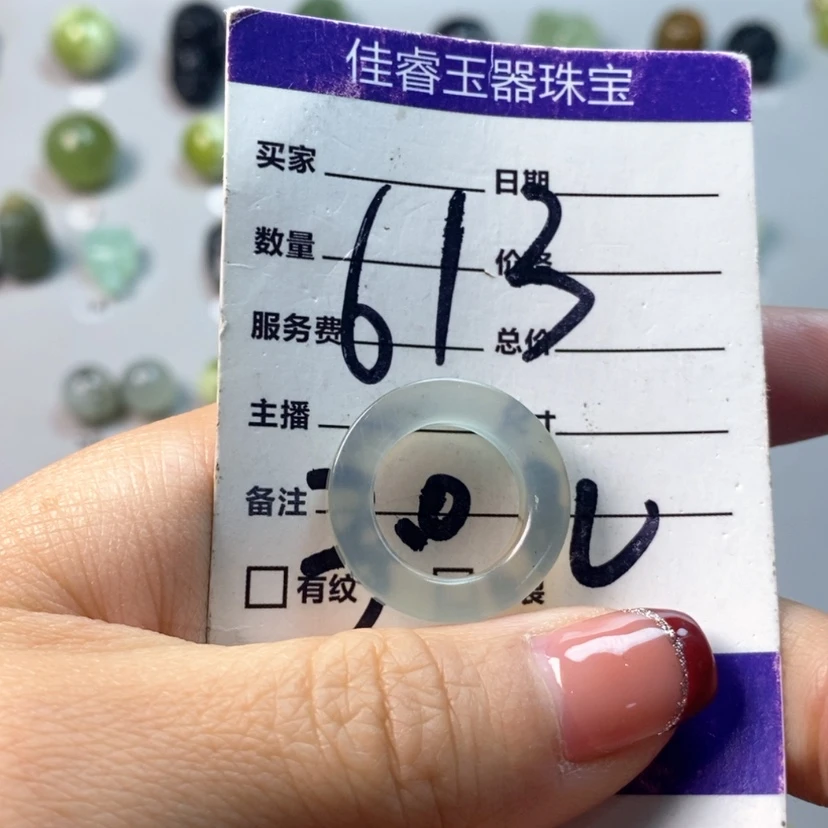 佳睿玉器珠宝
买家 日期
613
数量
服务费 总价
主播
备注
有纹